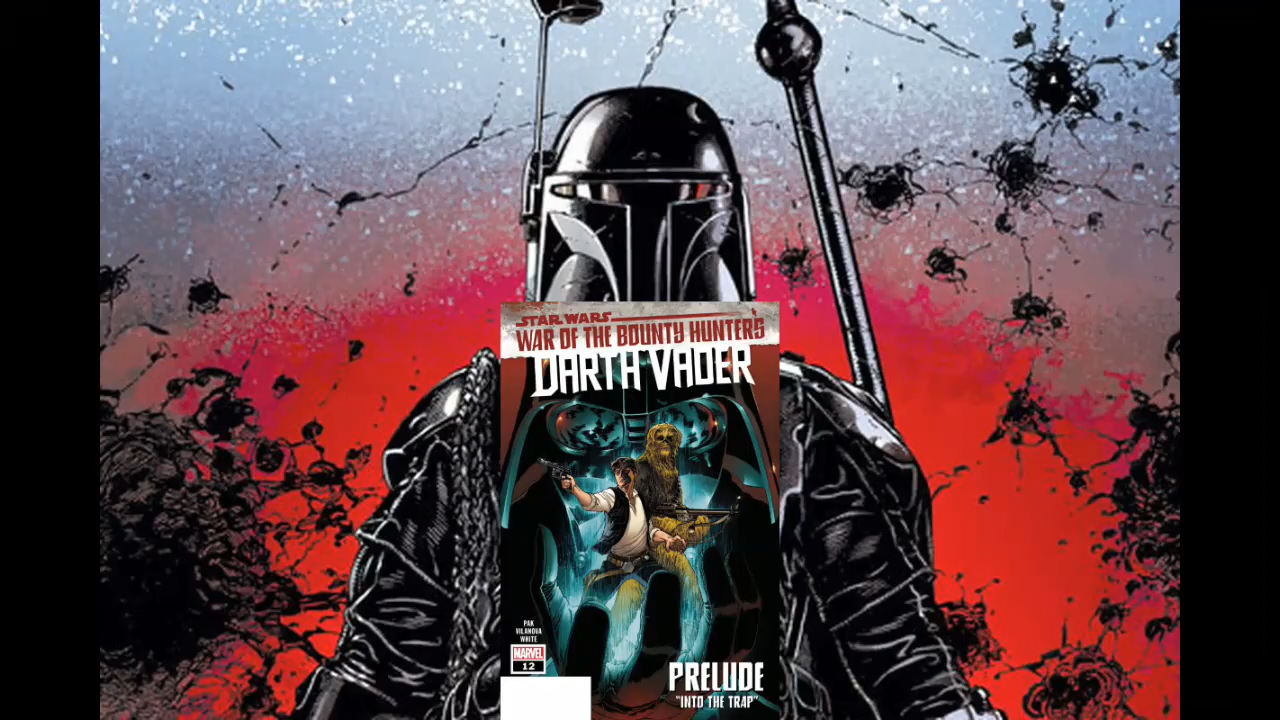 STAR WARS
WAR OF THE BOUNTY HUNTERS
DARTH VADER
PAK
VILANOVA
WHITE
MARVEL
12
PRELUDE
"INTO THE TRAP"